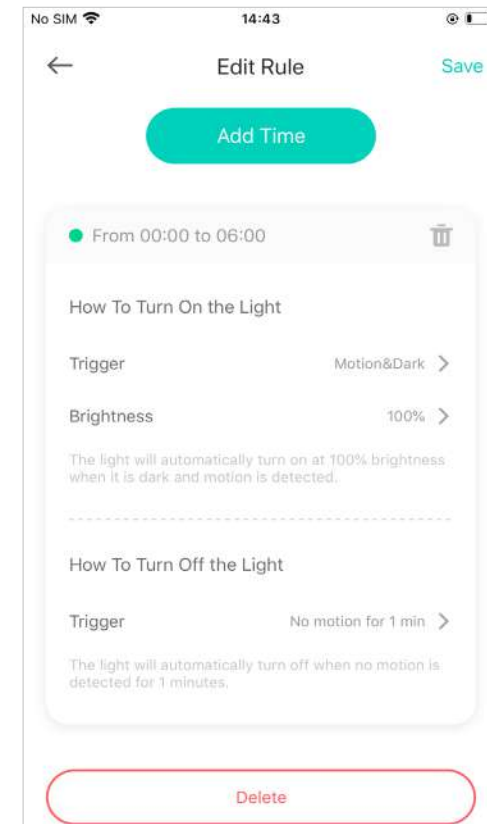 No SIM 14:43
Edit Rule Save
Add Time
From 00:00 to 06:00
How To Turn On the Light
Trigger Motion&Dark
Brightness 100%
The light will automatically turn on at 100% brightness
when it is dark and motion is detected.
How To Turn Off the Light
Trigger No motion for 1 min
The light will automatically turn off when no motion is
detected for 1 minutes.
Delete